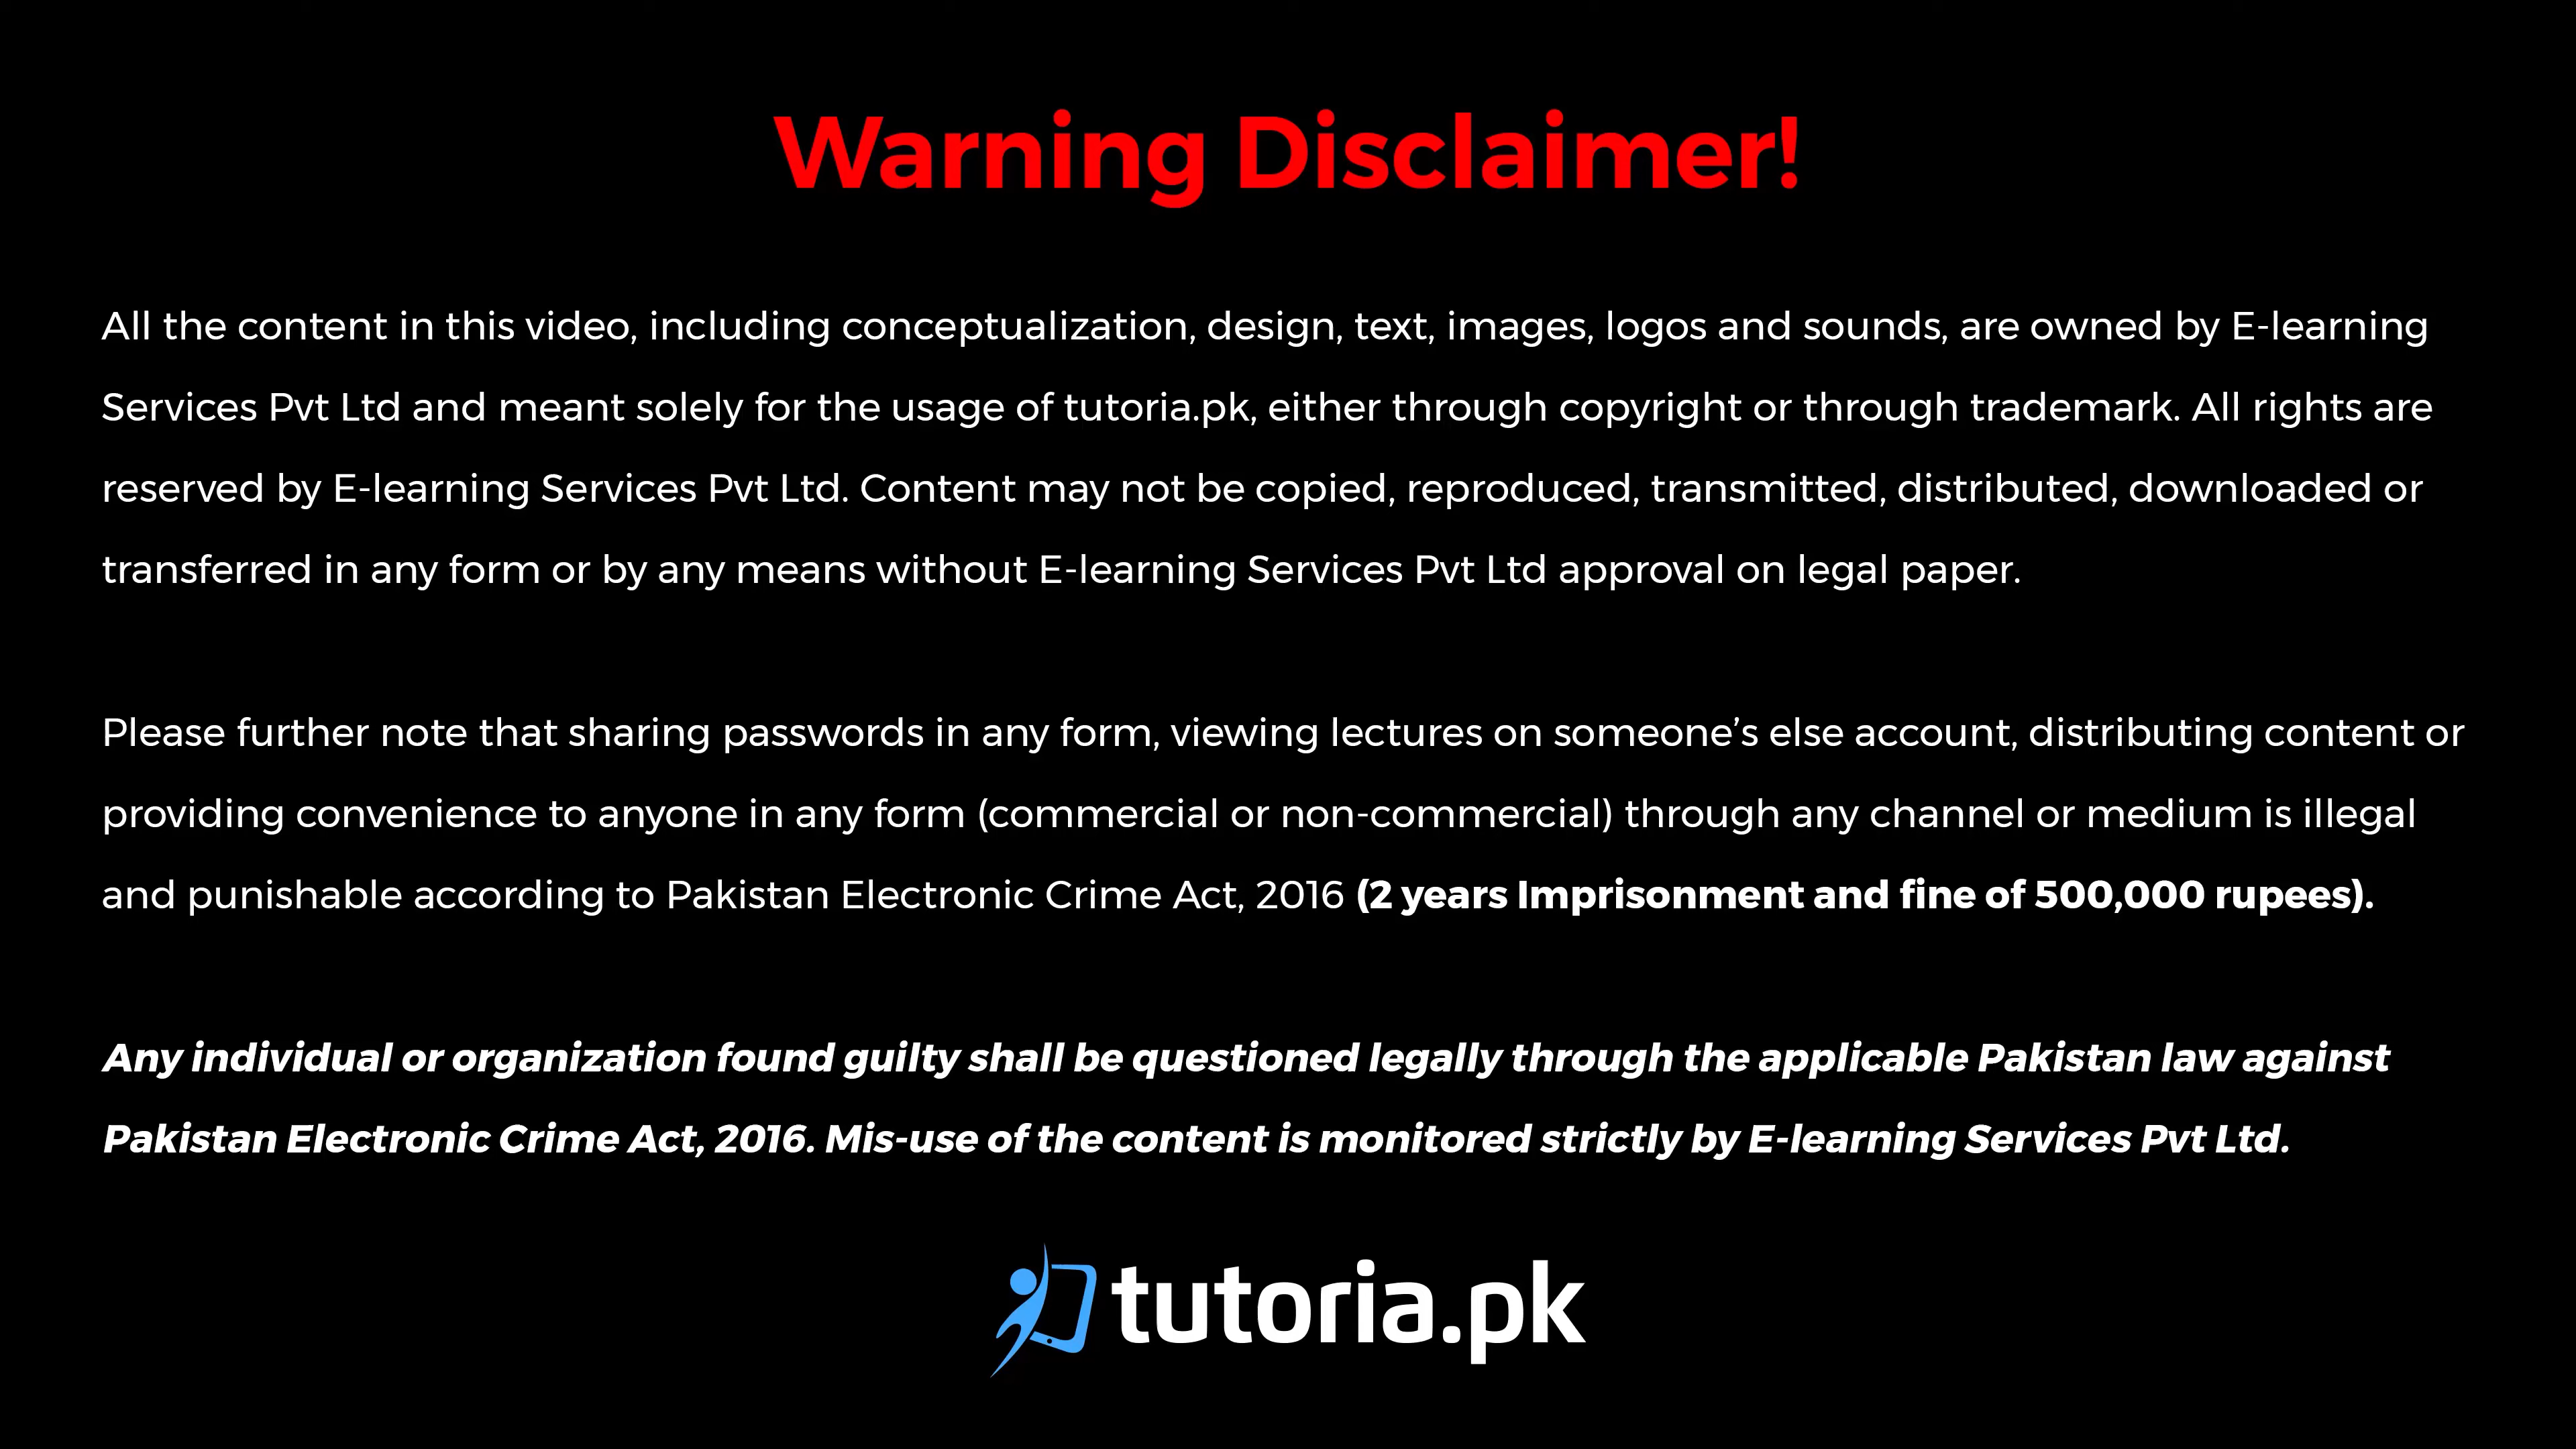 Warning Disclaimer!
All the content in this video, including conceptualization, design, text, images, logos and sounds, are owned by E-learning
Services Pvt Ltd and meant solely for the usage of tutoria.pk, either through copyright or through trademark. All rights are
reserved by E-learning Services Pvt Ltd. Content may not be copied, reproduced, transmitted, distributed, downloaded or
transferred in any form or by any means without E-learning Services Pvt Ltd approval on legal paper.
Please further note that sharing passwords in any form, viewing lectures on someone’s else account, distributing content or
providing convenience to anyone in any form (commercial or non-commercial) through any channel or medium is illegal
and punishable according to Pakistan Electronic Crime Act, 2016 (2 years Imprisonment and fine of 500,000 rupees).
Any individual or organization found guilty shall be questioned legally through the applicable Pakistan law against
Pakistan Electronic Crime Act, 2016. Mis-use of the content is monitored strictly by E-learning Services Pvt Ltd.
tutoria.pk